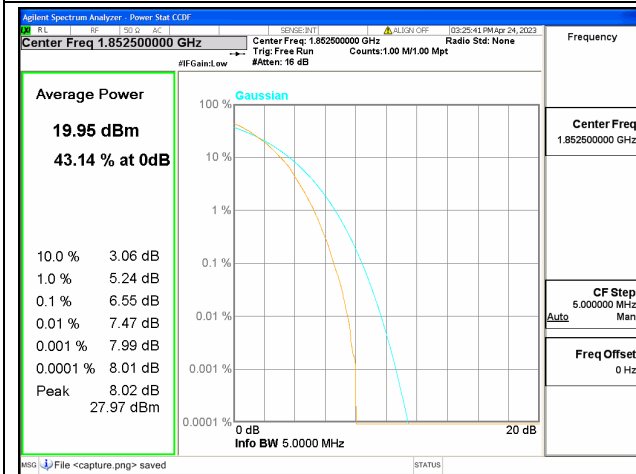 Agilent Spectrum Analyzer - Power Stat CCDF
RL RF 50 Ω AC SENSE:INT ALIGN OFF 03:25:41 PM Apr 24, 2023
Center Freq 1.852500000 GHz
Center Freq: 1.852500000 GHz Radio Std: None
Trig: Free Run Counts:1.00 M/1.00 Mpt
#IFGain:Low #Atten: 16 dB
Frequency
Average Power
19.95 dBm
43.14 % at 0dB
10.0 % 3.06 dB
1.0 % 5.24 dB
0.1 % 6.55 dB
0.01 % 7.47 dB
0.001 % 7.99 dB
0.0001 % 8.01 dB
Peak 8.02 dB
27.97 dBm
Gaussian
100 %
10 %
1 %
0.1 %
0.01 %
0.001 %
0.0001 %
0 dB 20 dB
Info BW 5.0000 MHz
Center Freq
1.852500000 GHz
CF Step
5.000000 MHz
Auto Man
Freq Offset
0 Hz
MSG File <capture.png> saved STATUS